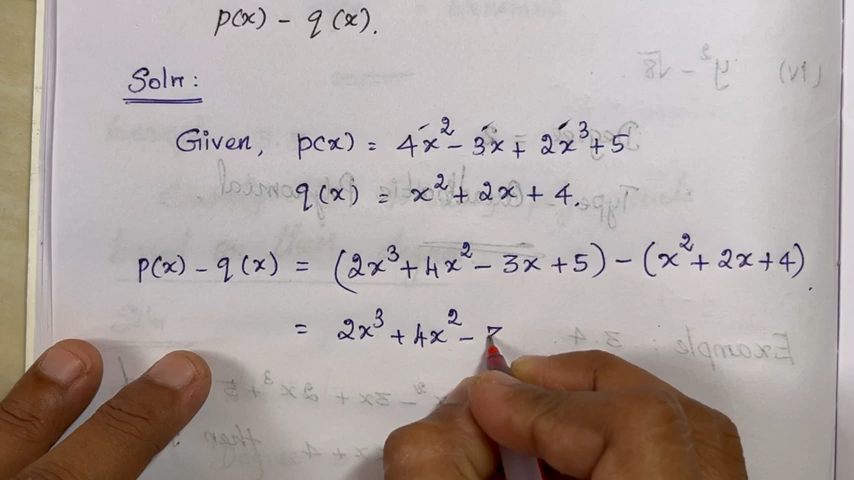 p(x) - q(x).
Soln:
Given, p(x) = 4x² - 3x + 2x³ + 5
q(x) = x² + 2x + 4.
p(x) - q(x) = (2x³ + 4x² - 3x + 5) - (x² + 2x + 4)
= 2x³ + 4x² -